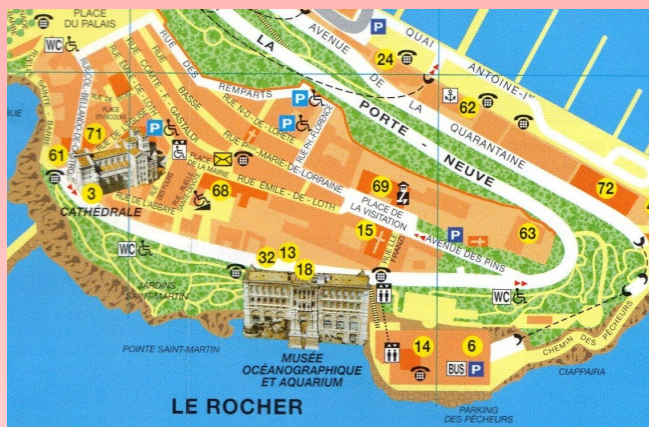 PLACE
DU PALAIS
WC
RUE DES
REMPARTS
LA
PORTE - NEUVE
AVENUE DE LA
QUARANTAINE
QUAI
ANTOINE-I
P
24
62
RUE COMTE F. GASTALDI
RUE BASSE
RUE N-D-DE-LORETE
RUE PH-FLORENCE
P
P
71
61
3
CATHÉDRALE
PLACE
DE LA MAIRIE
68
RUE EMILE-DE-LOTH
69
PLACE DE
LA VISITATION
15
P
AVENUE DES PINS
63
72
WC
32
13
18
WC
JARDINS
SAINT-MARTIN
POINTE SAINT-MARTIN
MUSÉE
OCÉANOGRAPHIQUE
ET AQUARIUM
14
6
BUS
P
CHEMIN DES PÊCHEURS
CIAPPAIRA
LE ROCHER
PARKING
DES PÊCHEURS